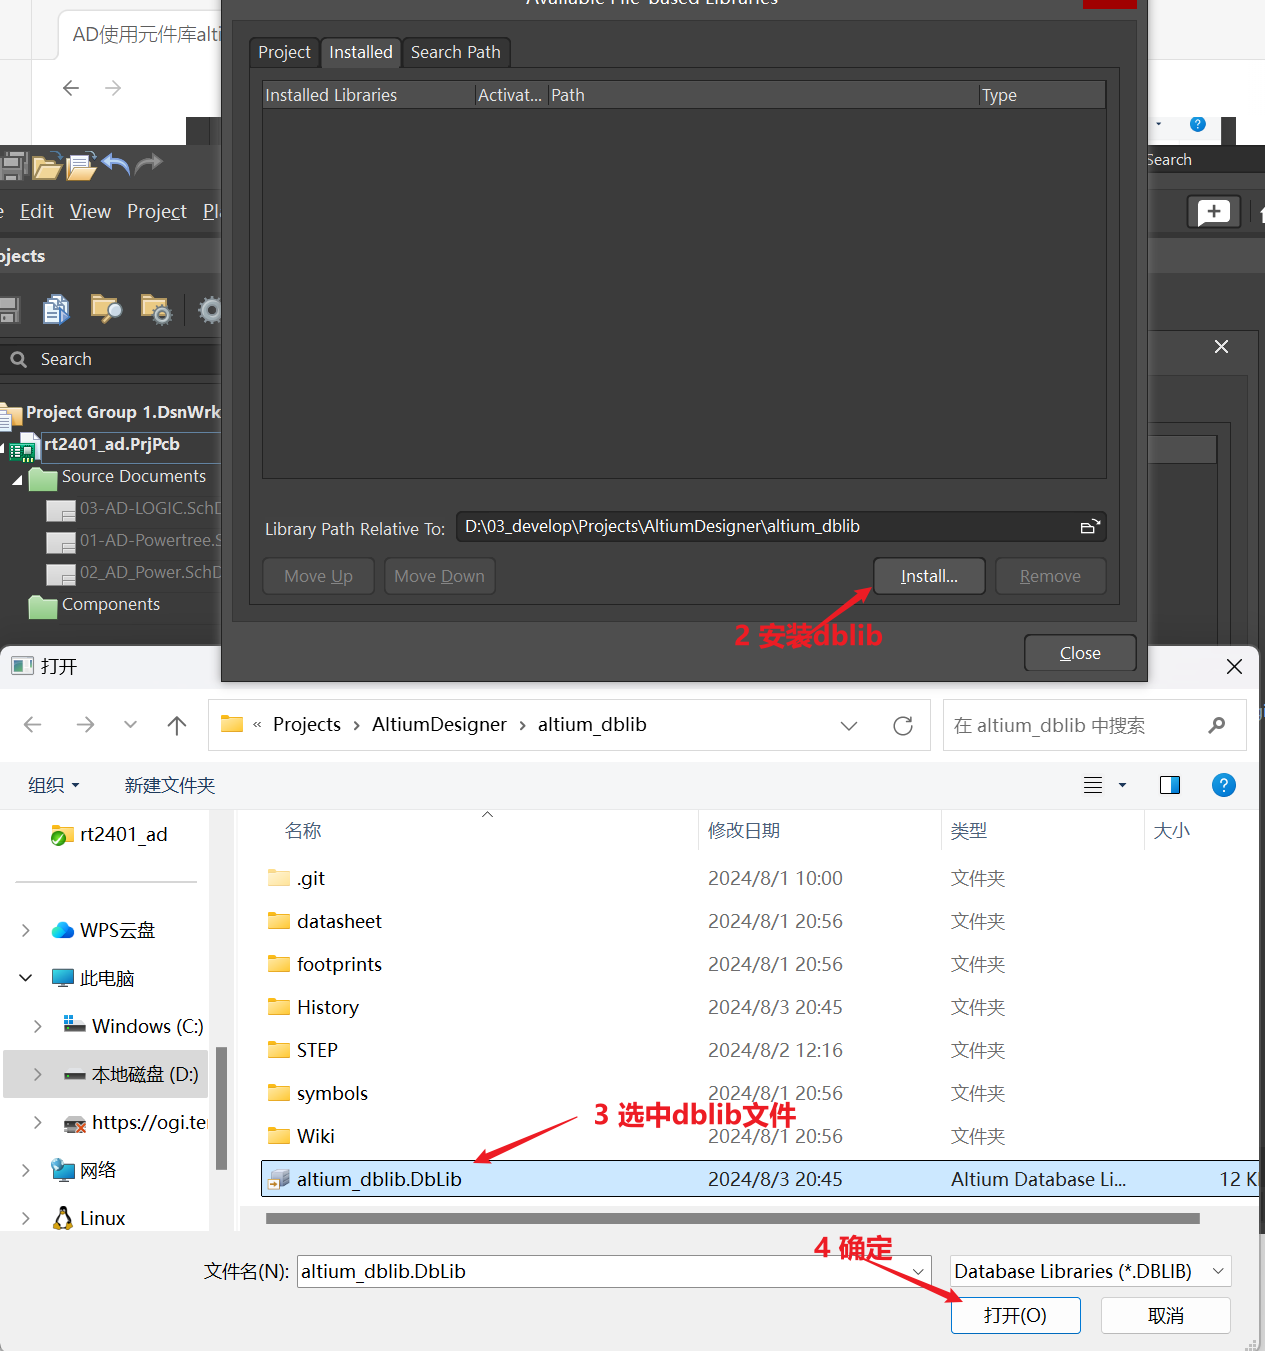 AD使用元件库alti
Available File-based Libraries
Project Installed Search Path
Installed Libraries Activat... Path Type
Search
Edit View Project Pl
ojects
Search
Project Group 1.DsnWrk
rt2401_ad.PrjPcb
Source Documents
03-AD-LOGIC.SchD
01-AD-Powertree.S
02_AD_Power.SchD
Components
Library Path Relative To: D:\03_develop\Projects\AltiumDesigner\altium_dblib
Move Up Move Down Install... Remove
2 安装dblib
Close
打开
« Projects › AltiumDesigner › altium_dblib
在 altium_dblib 中搜索
组织 新建文件夹
名称 修改日期 类型 大小
rt2401_ad
WPS云盘
此电脑
Windows (C:)
本地磁盘 (D:)
https://ogi.te
网络
Linux
.git 2024/8/1 10:00 文件夹
datasheet 2024/8/1 20:56 文件夹
footprints 2024/8/1 20:56 文件夹
History 2024/8/3 20:45 文件夹
STEP 2024/8/2 12:16 文件夹
symbols 2024/8/1 20:56 文件夹
3 选中dblib文件
Wiki 2024/8/1 20:56 文件夹
altium_dblib.DbLib 2024/8/3 20:45 Altium Database Li... 12 K
4 确定
文件名(N): altium_dblib.DbLib Database Libraries (*.DBLIB)
打开(O) 取消